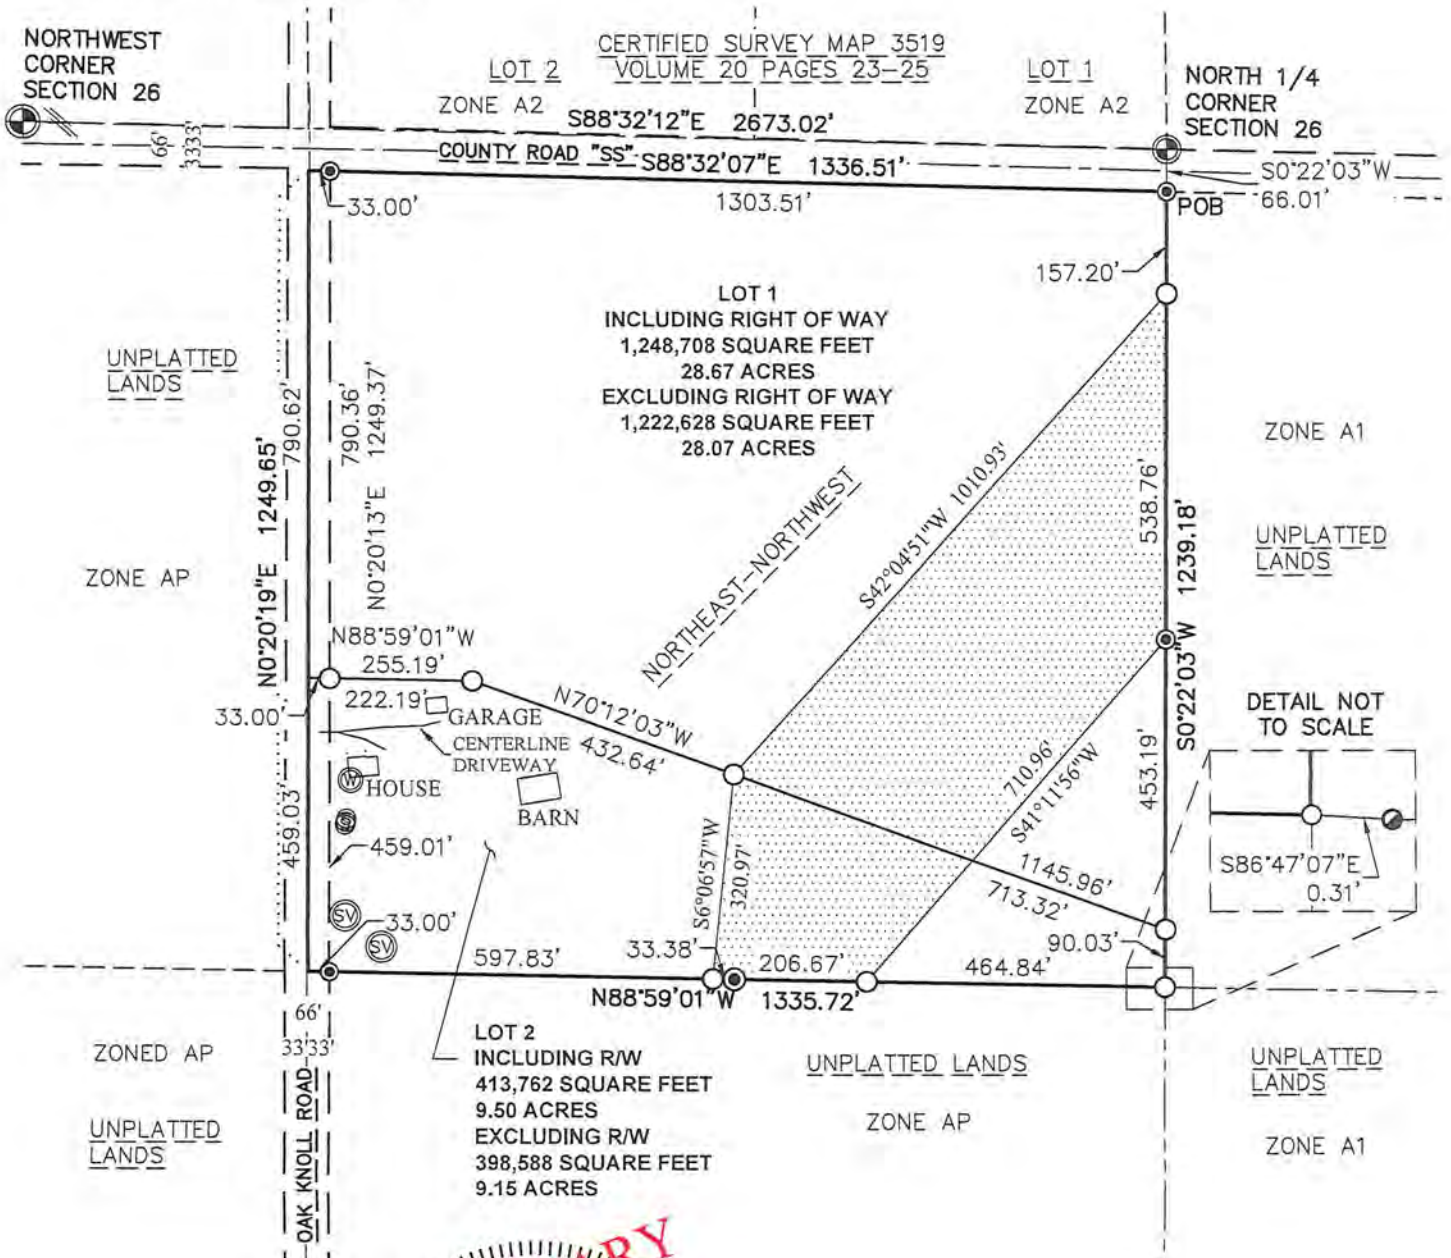 NORTHWEST
CORNER
SECTION 26
CERTIFIED SURVEY MAP 3519
VOLUME 20 PAGES 23-25
LOT 2
ZONE A2
LOT 1
ZONE A2
NORTH 1/4
CORNER
SECTION 26
S88°32'12"E 2673.02'
66'
33'33'
COUNTY ROAD "SS"
S88°32'07"E 1336.51'
S0°22'03"W
66.01'
33.00'
1303.51'
POB
157.20'
LOT 1
INCLUDING RIGHT OF WAY
1,248,708 SQUARE FEET
28.67 ACRES
EXCLUDING RIGHT OF WAY
1,222,628 SQUARE FEET
28.07 ACRES
UNPLATTED
LANDS
ZONE AP
N0°20'19"E 1249.65'
790.62'
790.36'
N0°20'13"E 1249.37'
NORTHEAST-NORTHWEST
S42°04'51"W 1010.93'
538.76'
S0°22'03"W 1239.18'
ZONE A1
UNPLATTED
LANDS
N88°59'01"W
255.19'
222.19'
33.00'
GARAGE
CENTERLINE
DRIVEWAY
N70°12'03"W
432.64'
HOUSE
W
S
BARN
459.03'
459.01'
SV
SV
33.00'
S6°06'57"W
320.97'
710.96'
S41°11'56"W
453.19'
1145.96'
713.32'
90.03'
DETAIL NOT
TO SCALE
S86°47'07"E
0.31'
597.83'
33.38'
206.67'
464.84'
N88°59'01"W 1335.72'
66'
33'33'
OAK KNOLL ROAD
ZONED AP
UNPLATTED
LANDS
LOT 2
INCLUDING R/W
413,762 SQUARE FEET
9.50 ACRES
EXCLUDING R/W
398,588 SQUARE FEET
9.15 ACRES
UNPLATTED LANDS
ZONE AP
UNPLATTED
LANDS
ZONE A1